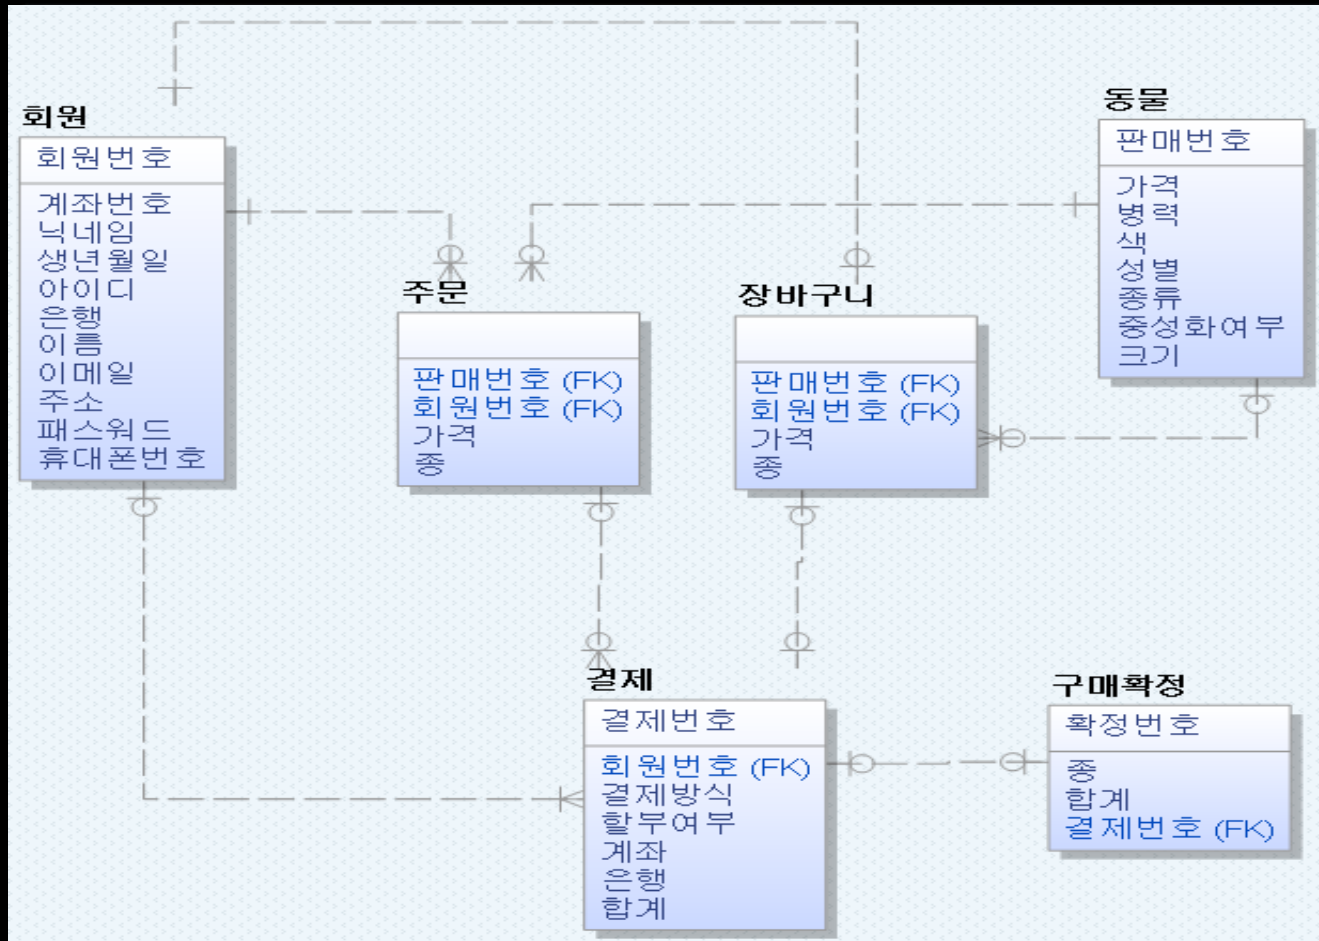 회원
회원번호
계좌번호
닉네임
생년월일
아이디
은행
이름
이메일
주소
패스워드
휴대폰번호
주문
판매번호 (FK)
회원번호 (FK)
가격
종
장바구니
판매번호 (FK)
회원번호 (FK)
가격
종
동물
판매번호
가격
병력
색
성별
종류
중성화여부
크기
결제
결제번호
회원번호 (FK)
결제방식
할부여부
계좌
은행
합계
구매확정
확정번호
종
합계
결제번호 (FK)